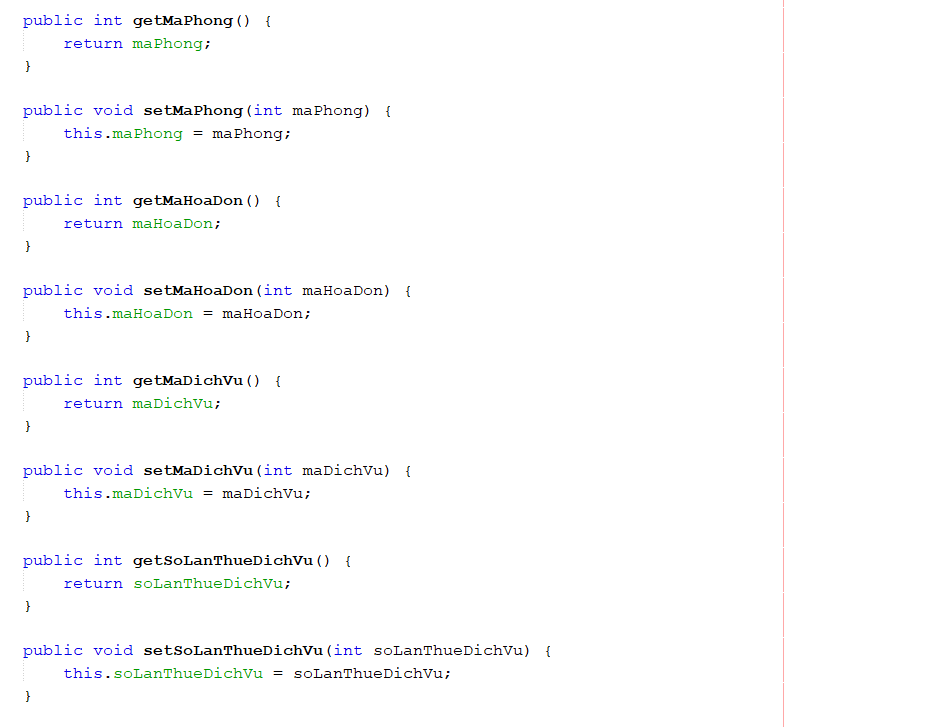 public int getMaPhong() {
    return maPhong;
}

public void setMaPhong(int maPhong) {
    this.maPhong = maPhong;
}

public int getMaHoaDon() {
    return maHoaDon;
}

public void setMaHoaDon(int maHoaDon) {
    this.maHoaDon = maHoaDon;
}

public int getMaDichVu() {
    return maDichVu;
}

public void setMaDichVu(int maDichVu) {
    this.maDichVu = maDichVu;
}

public int getSoLanThueDichVu() {
    return soLanThueDichVu;
}

public void setSoLanThueDichVu(int soLanThueDichVu) {
    this.soLanThueDichVu = soLanThueDichVu;
}